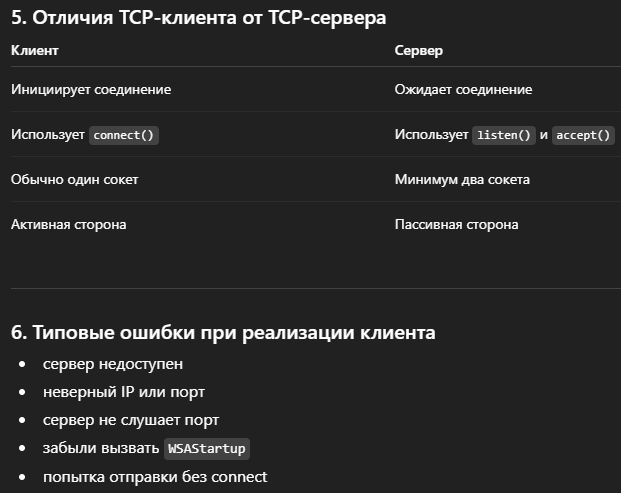 5. Отличия TCP-клиента от TCP-сервера
Клиент Сервер
Инициирует соединение Ожидает соединение
Использует connect() Использует listen() и accept()
Обычно один сокет Минимум два сокета
Активная сторона Пассивная сторона
6. Типовые ошибки при реализации клиента
• сервер недоступен
• неверный IP или порт
• сервер не слушает порт
• забыли вызвать WSAStartup
• попытка отправки без connect